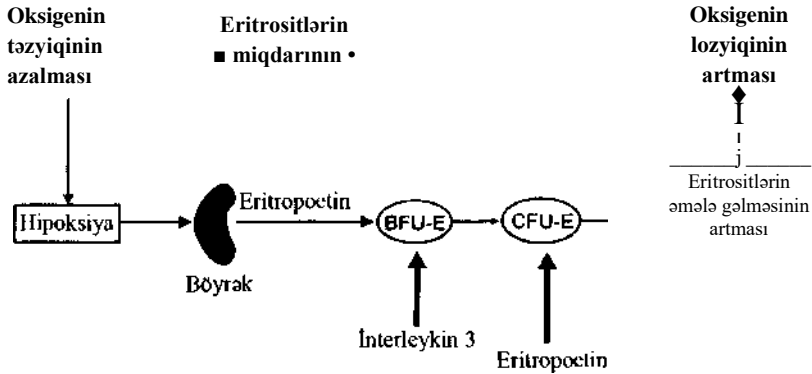 Oksigenin
təzyiqinin
azalması
Eritrositlərin
■ miqdarının •
Oksigenin
lozyiqinin
artması
Hipoksiya
Eritropoetin
BFU-E
CFU-E
Eritrositlərin
əmələ gəlməsinin
artması
Böyrək
İnterleykin 3
Eritropoetin